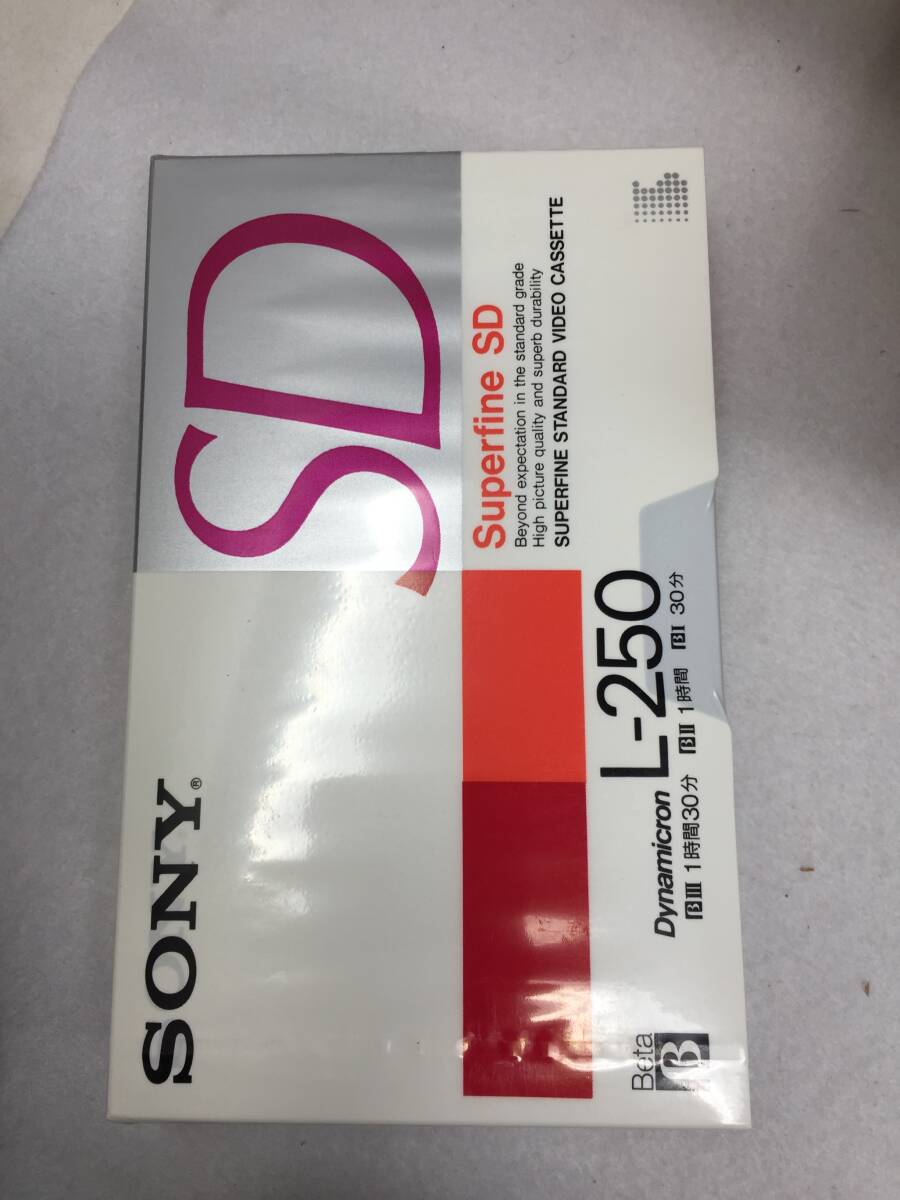 SONY®
SD
Superfine SD
Beyond expectation in the standard grade
High picture quality and superb durability
SUPERFINE STANDARD VIDEO CASSETTE
Dynamicron L-250
βIII 1時間30分 βII 1時間 βI 30分
Beta
β